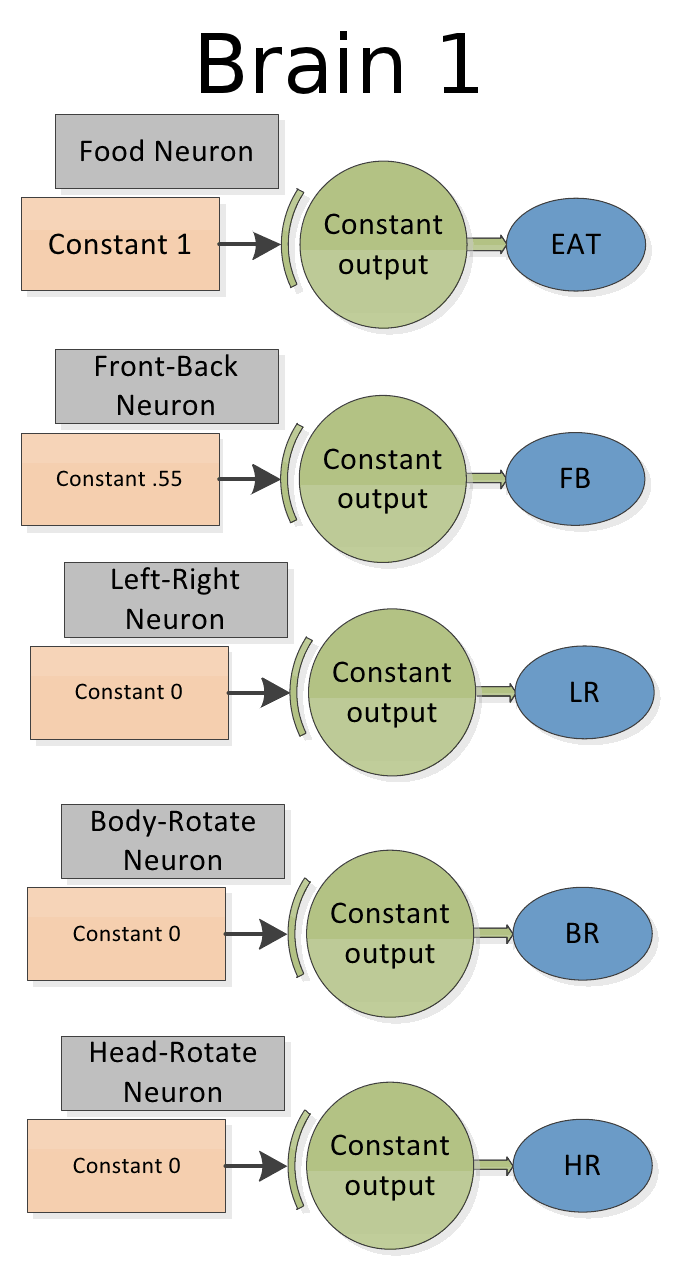 Brain 1
Food Neuron
Constant 1
Constant
output
EAT
Front-Back
Neuron
Constant .55
Constant
output
FB
Left-Right
Neuron
Constant 0
Constant
output
LR
Body-Rotate
Neuron
Constant 0
Constant
output
BR
Head-Rotate
Neuron
Constant 0
Constant
output
HR